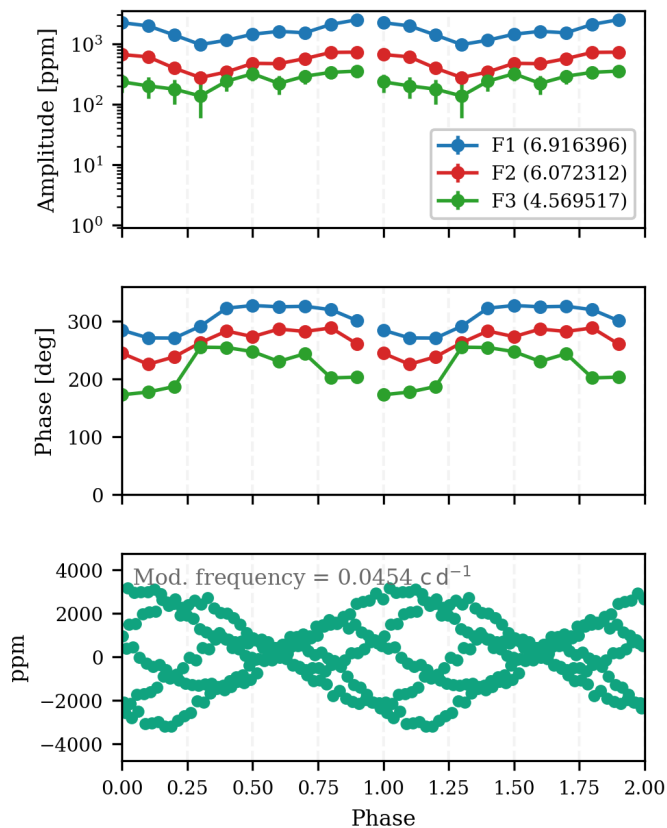 10³
10²
10¹
10⁰
Amplitude [ppm]
F1 (6.916396)
F2 (6.072312)
F3 (4.569517)
300
200
100
0
Phase [deg]
4000
2000
0
−2000
−4000
ppm
Mod. frequency = 0.0454 c d⁻¹
0.00 0.25 0.50 0.75 1.00 1.25 1.50 1.75 2.00
Phase